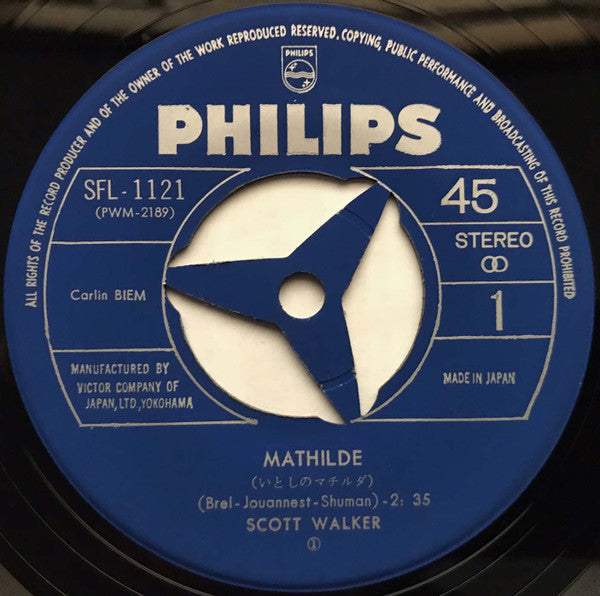 ALL RIGHTS OF THE RECORD PRODUCER AND OF THE OWNER OF THE WORK REPRODUCED RESERVED. COPYING, PUBLIC PERFORMANCE AND BROADCASTING OF THIS RECORD PROHIBITED
PHILIPS
PHILIPS
SFL-1121
(PWM-2189)
45
STEREO
1
Carlin BIEM
MANUFACTURED BY
VICTOR COMPANY OF
JAPAN, LTD, YOKOHAMA
MADE IN JAPAN
MATHILDE
(いとしのマチルダ)
(Brel-Jouannest-Shuman)-2: 35
SCOTT WALKER
①